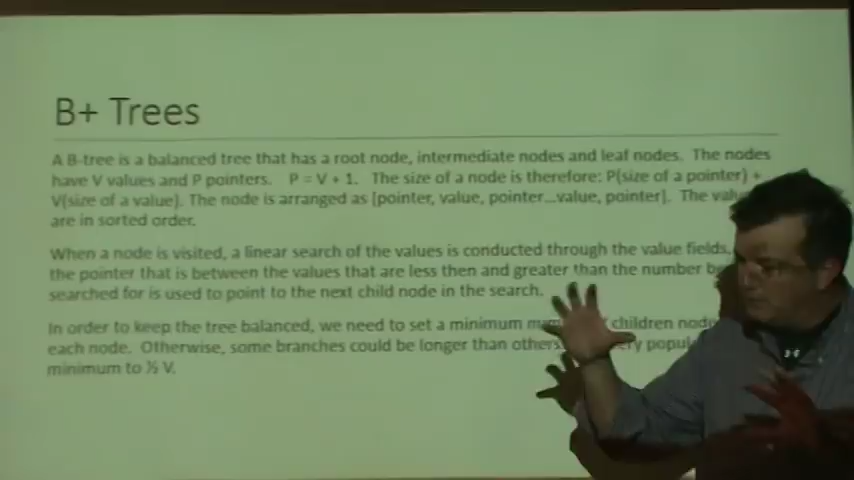 B+ Trees
A B-tree is a balanced tree that has a root node, intermediate nodes and leaf nodes. The nodes
have V values and P pointers. P = V + 1. The size of a node is therefore: P(size of a pointer) +
V(size of a value). The node is arranged as [pointer, value, pointer...value, pointer]. The
are in sorted order.
When a node is visited, a linear search of the values is conducted through the value fields.
the pointer that is between the values that are less then and greater than the number
searched for is used to point to the next child node in the search.
In order to keep the tree balanced, we need to set a minimum children
each node. Otherwise, some branches could be longer than others
minimum to ½ V.